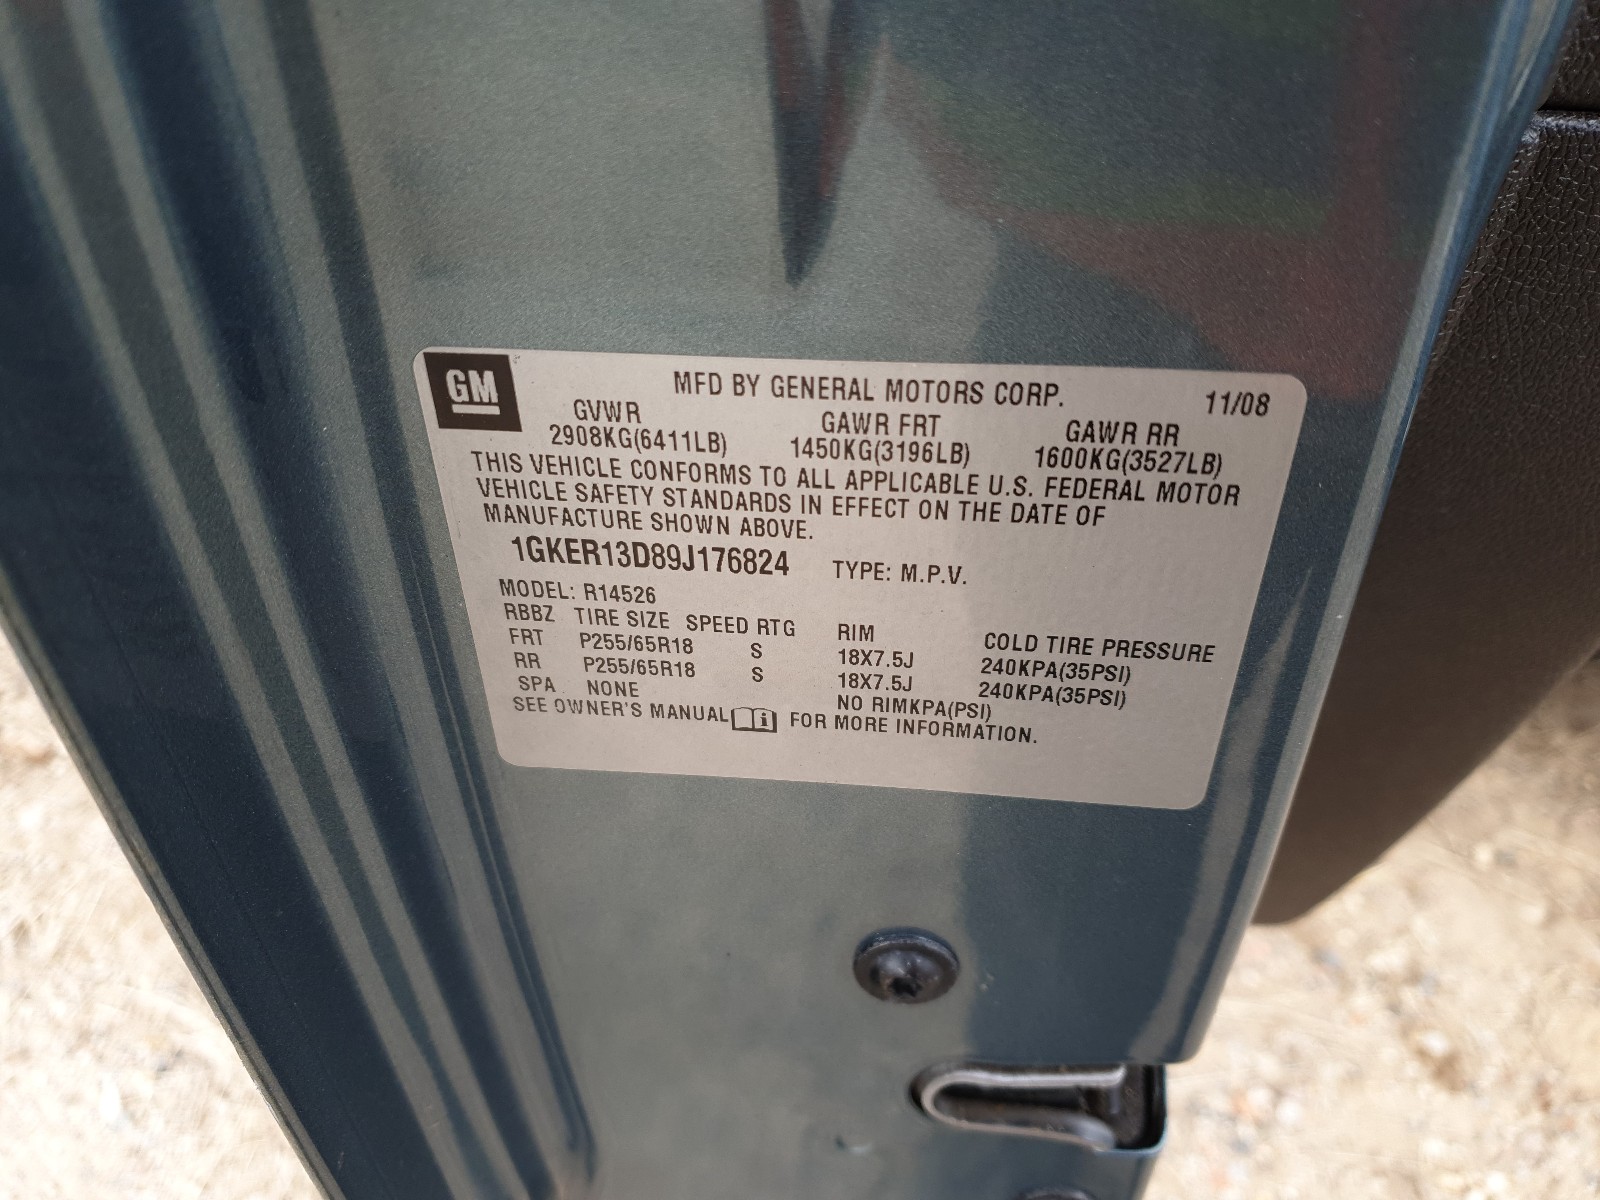 GM
MFD BY GENERAL MOTORS CORP. 11/08
GVWR GAWR FRT GAWR RR
2908KG(6411LB) 1450KG(3196LB) 1600KG(3527LB)
THIS VEHICLE CONFORMS TO ALL APPLICABLE U.S. FEDERAL MOTOR
VEHICLE SAFETY STANDARDS IN EFFECT ON THE DATE OF
MANUFACTURE SHOWN ABOVE.
1GKER13D89J176824 TYPE: M.P.V.
MODEL: R14526
RBBZ TIRE SIZE SPEED RTG RIM COLD TIRE PRESSURE
FRT P255/65R18 S 18X7.5J 240KPA(35PSI)
RR P255/65R18 S 18X7.5J 240KPA(35PSI)
SPA NONE NO RIMKPA(PSI)
SEE OWNER'S MANUAL i FOR MORE INFORMATION.